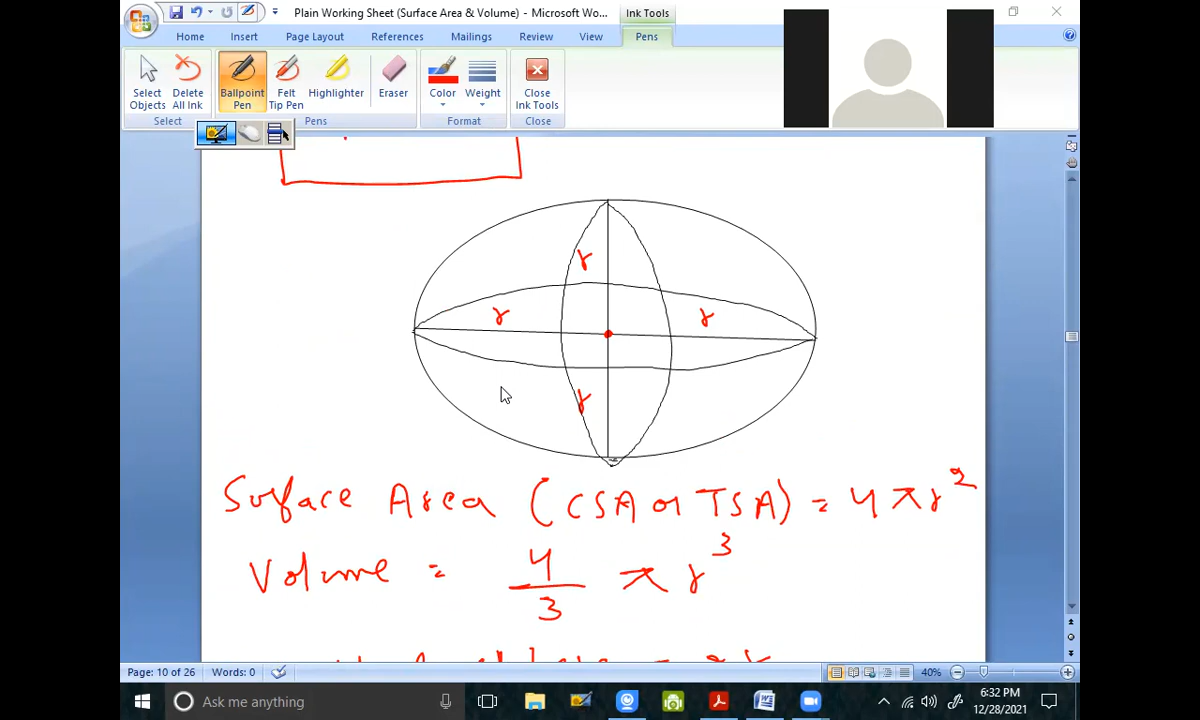 Plain Working Sheet (Surface Area & Volume) - Microsoft Wo...
Ink Tools
Home Insert Page Layout References Mailings Review View Pens
Select Objects
Delete All Ink
Ballpoint Pen
Felt Tip Pen
Highlighter
Eraser
Color
Weight
Close Ink Tools
Select Pens Format Close
r
r r
r
Surface Area (CSA or TSA) = 4 π r²
Volume = 4/3 π r³
Page: 10 of 26 Words: 0 40%
Ask me anything
6:32 PM
12/28/2021